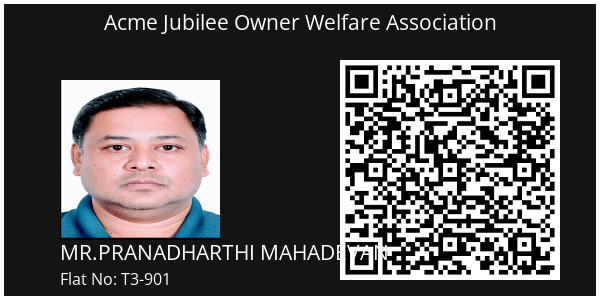 Acme Jubilee Owner Welfare Association
MR.PRANADHARTHI MAHADEVAN
Flat No: T3-901